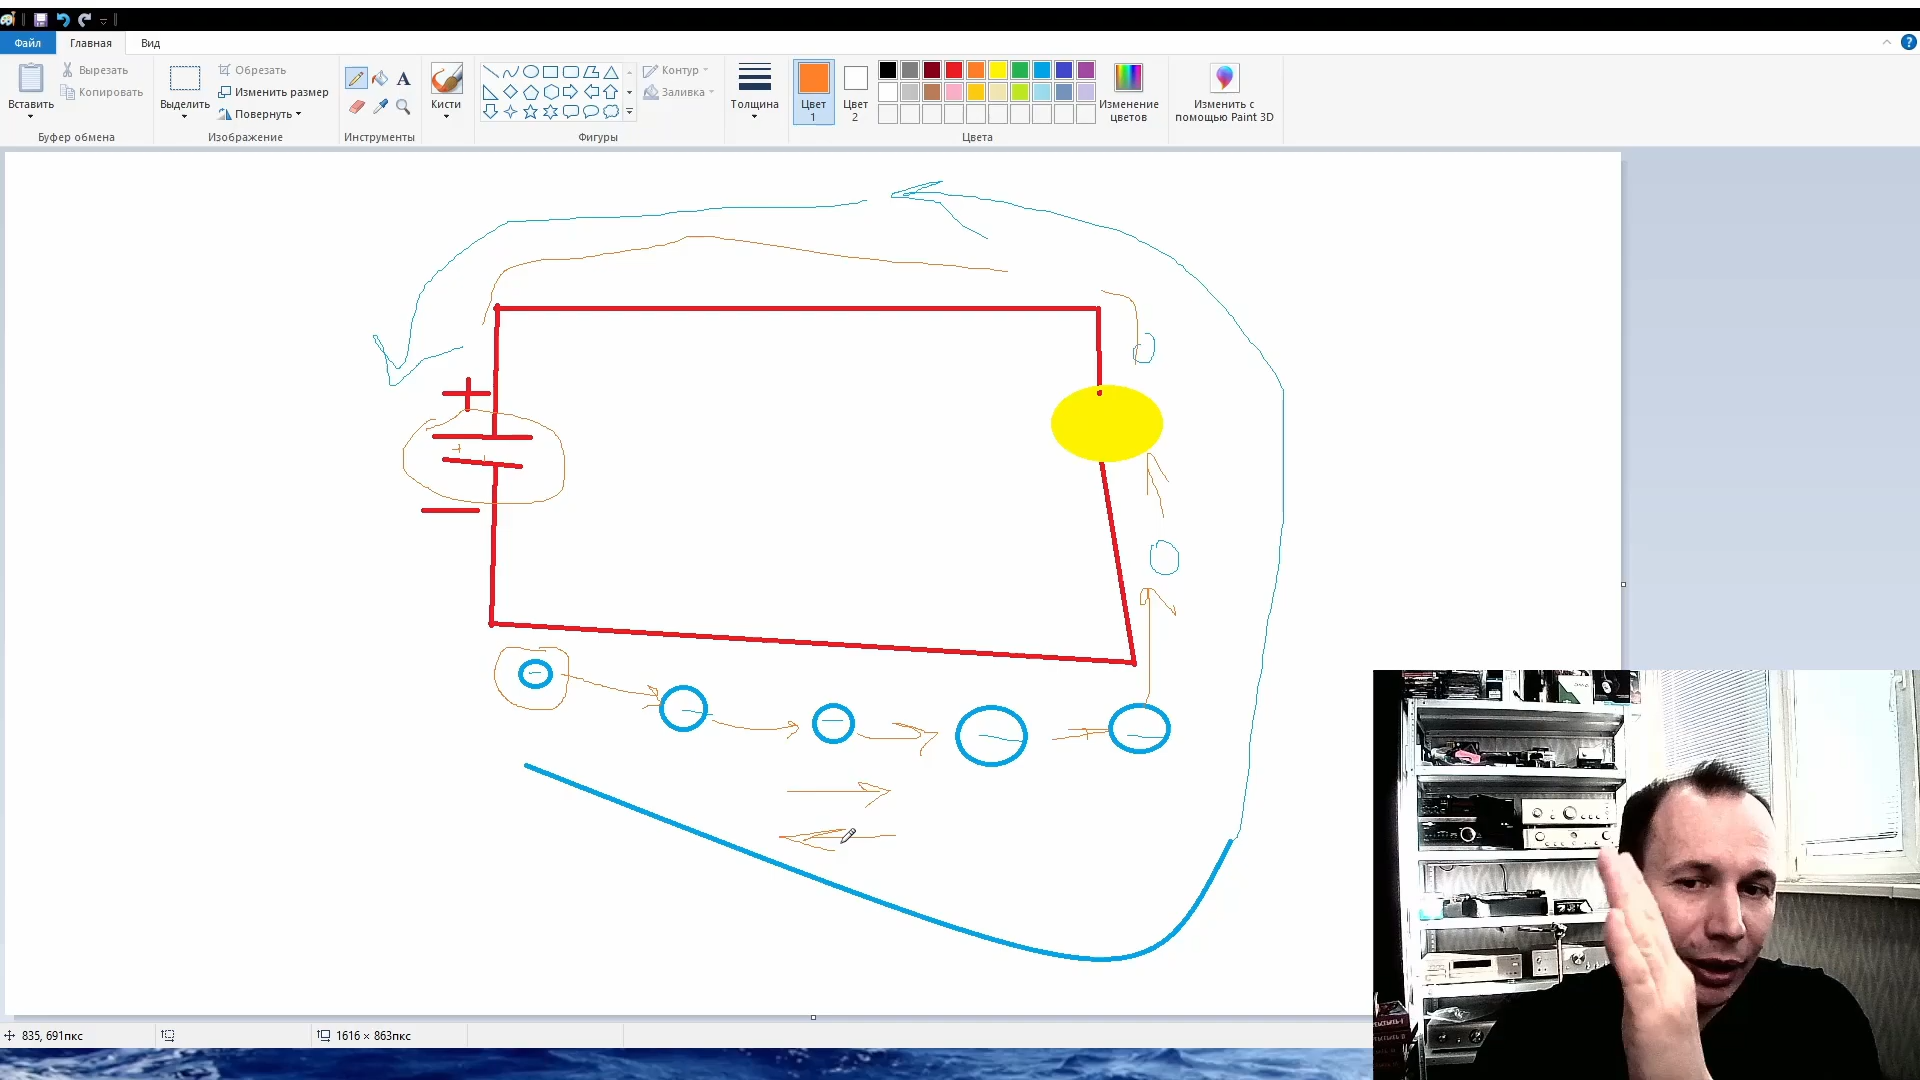 Файл Главная Вид
Вставить
Вырезать
Копировать
Буфер обмена
Выделить
Обрезать
Изменить размер
Повернуть
Изображение
A
Инструменты
Кисти
Фигуры
Контур
Заливка
Толщина
Цвет
1
Цвет
2
Изменение
цветов
Цвета
Изменить с
помощью Paint 3D
?
+
+
−
835, 691пкс
1616 × 863пкс